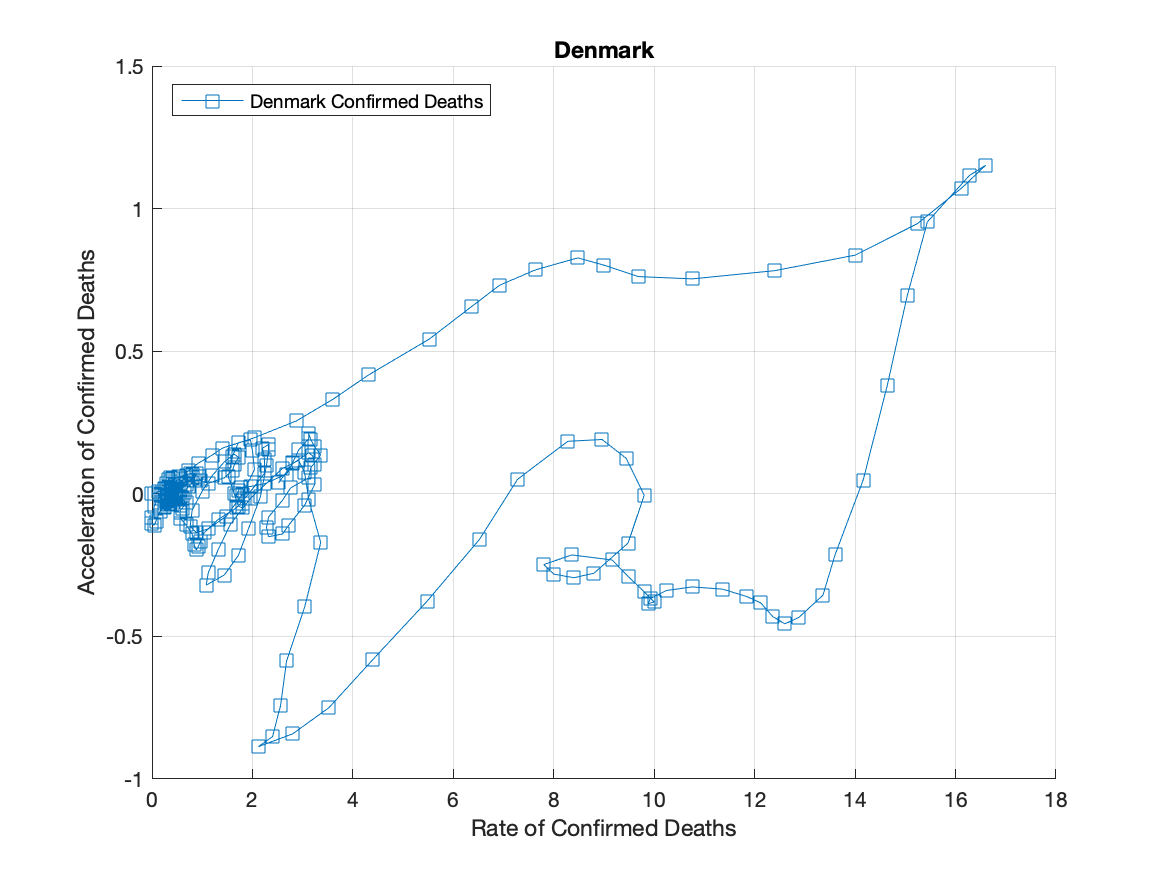 Denmark
1.5
Denmark Confirmed Deaths
1
0.5
0
-0.5
-1
Acceleration of Confirmed Deaths
0 2 4 6 8 10 12 14 16 18
Rate of Confirmed Deaths